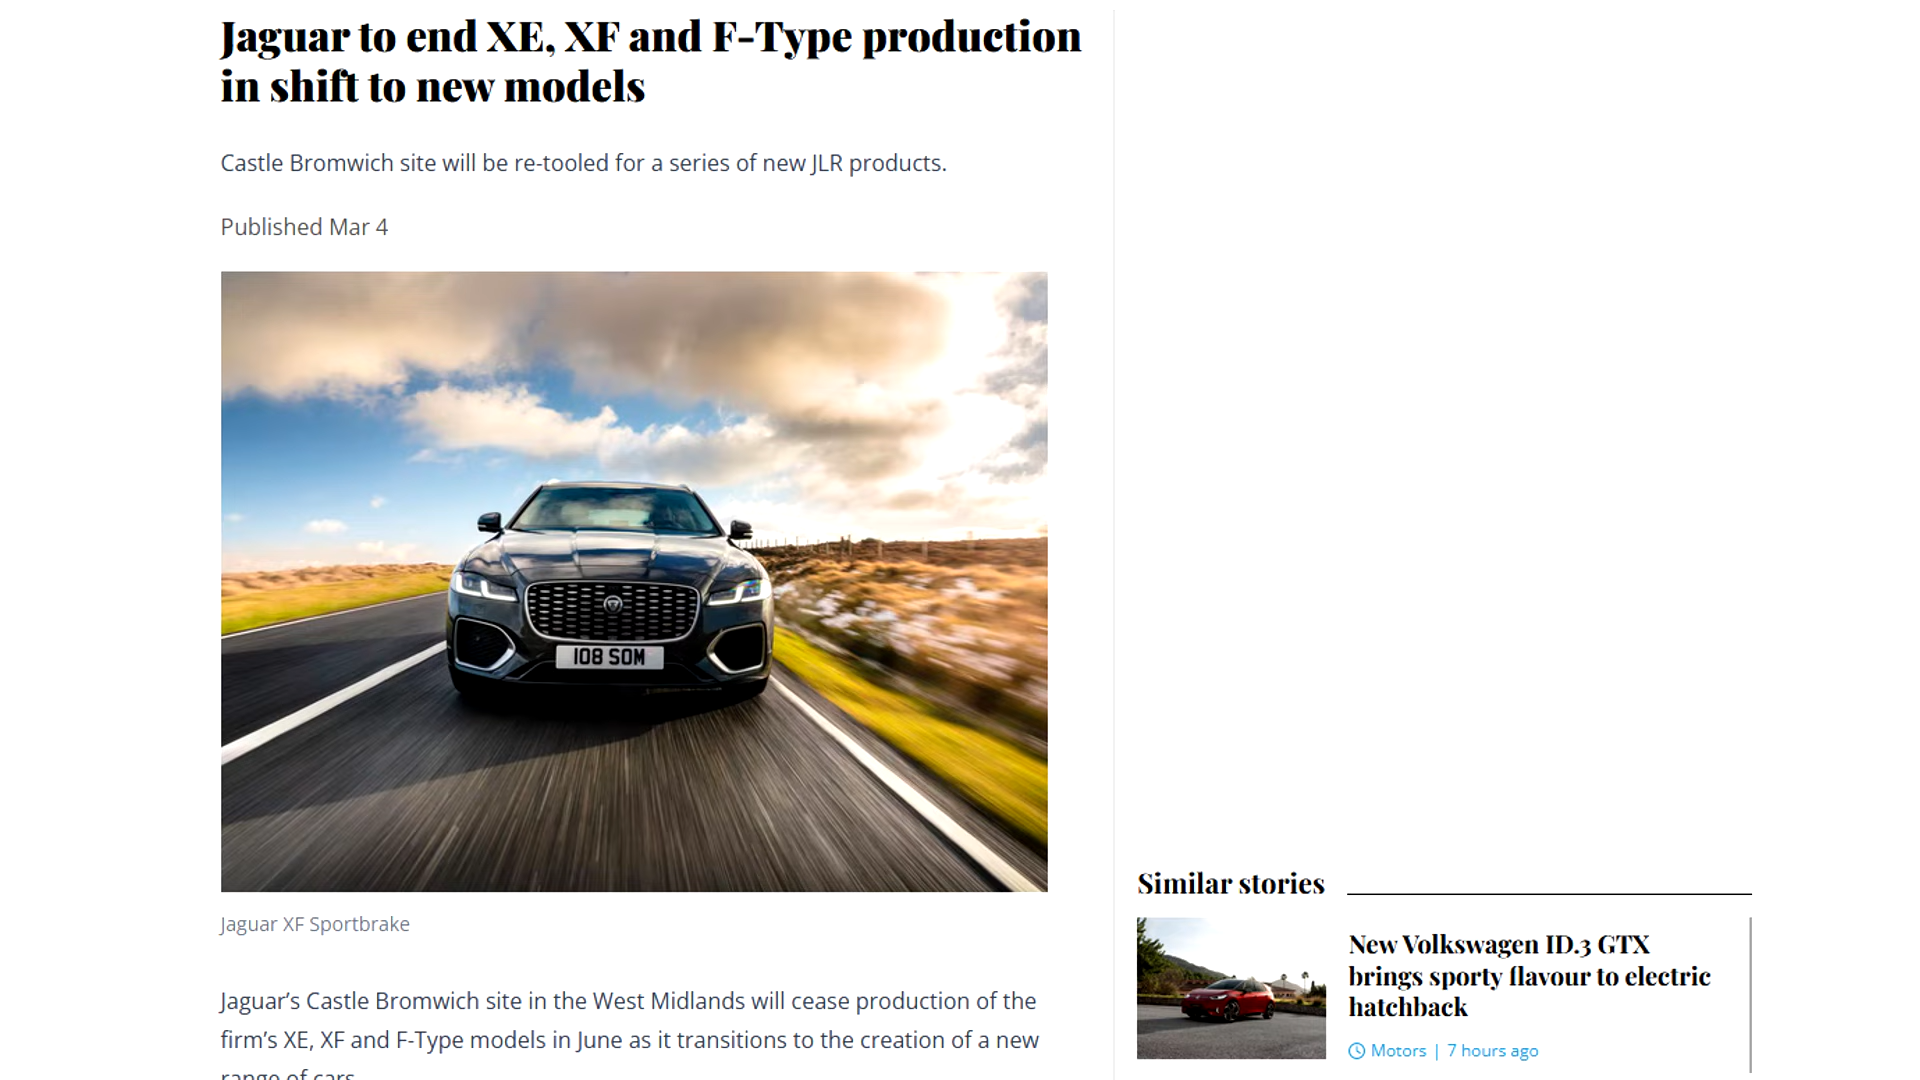 Jaguar to end XE, XF and F-Type production
in shift to new models
Castle Bromwich site will be re-tooled for a series of new JLR products.
Published Mar 4
108 SOM
Jaguar XF Sportbrake
Jaguar’s Castle Bromwich site in the West Midlands will cease production of the
firm’s XE, XF and F-Type models in June as it transitions to the creation of a new
range of cars.
Similar stories
New Volkswagen ID.3 GTX
brings sporty flavour to electric
hatchback
Motors | 7 hours ago